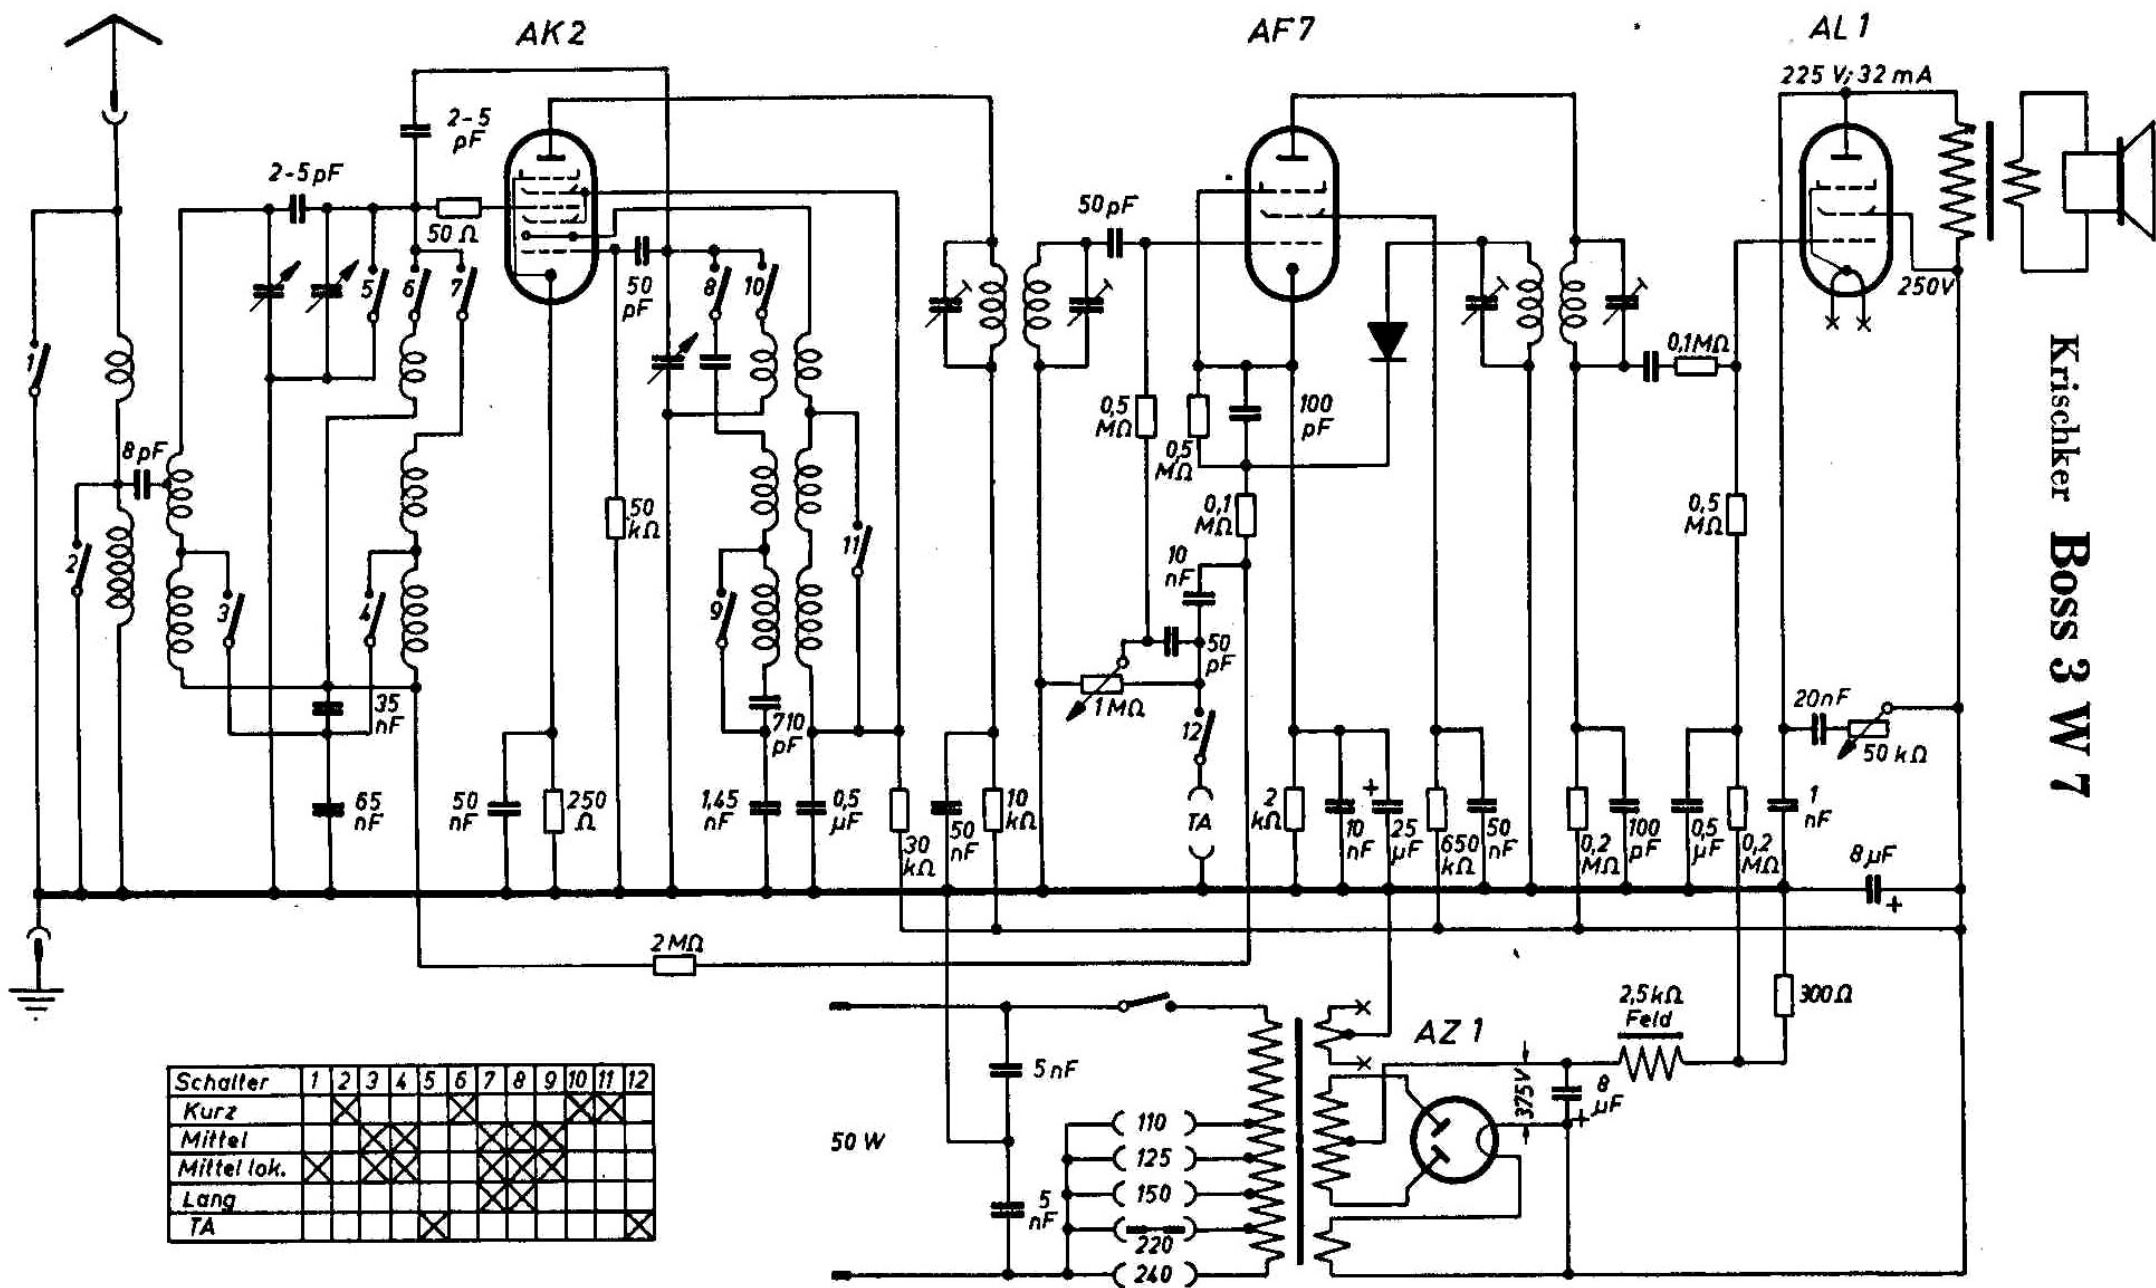 AK2
AF7
AL1
225 V; 32 mA
2-5 pF
2-5 pF
50 Ω
50 pF
5
6
7
8
10
50 pF
250V
1
0,1MΩ
0,5 MΩ
0,5 MΩ
100 pF
8 pF
50 kΩ
0,1 MΩ
0,5 MΩ
2
3
4
9
11
10 nF
50 pF
35 nF
710 pF
1MΩ
12
20nF
50 kΩ
65 nF
50 nF
250 Ω
1,45 nF
0,5 µF
30 kΩ
50 nF
10 kΩ
TA
2 kΩ
10 nF
+
25 µF
650 kΩ
50 nF
0,2 MΩ
100 pF
0,5 µF
0,2 MΩ
1 nF
8 µF
+
2 MΩ
2,5 kΩ
Feld
300 Ω
AZ 1
375V
8 µF
+
5 nF
50 W
5 nF
110
125
150
220
240
Schalter 1 2 3 4 5 6 7 8 9 10 11 12
Kurz
Mittel
Mittel lok.
Lang
TA
Krischker Boss 3 W 7